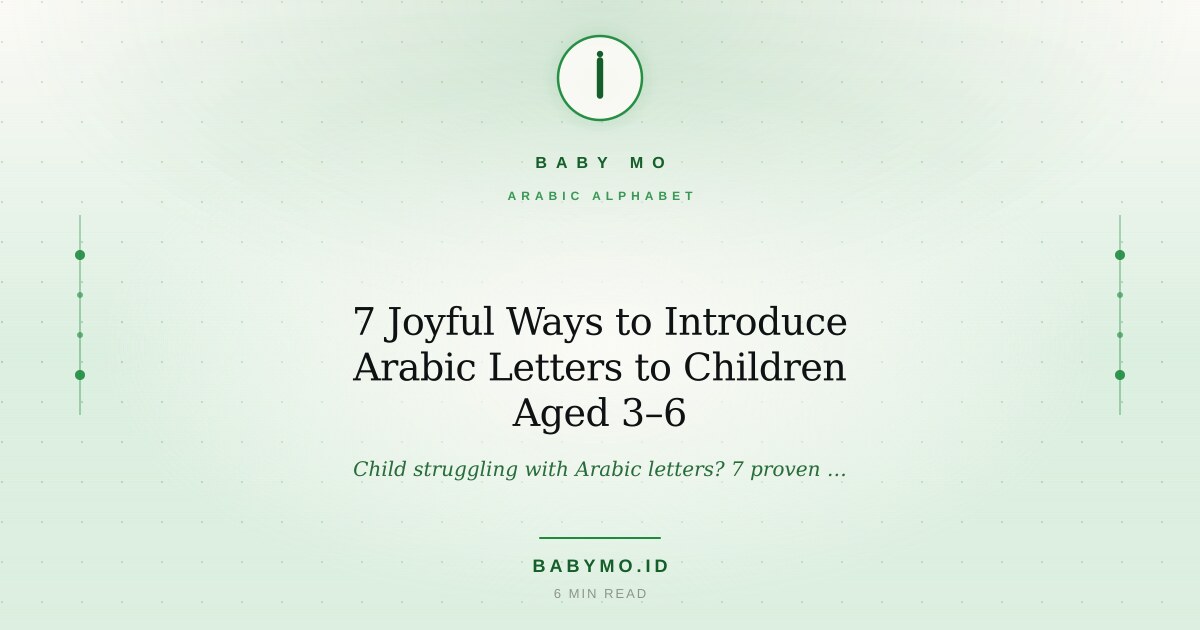 BABY MO
ARABIC ALPHABET
7 Joyful Ways to Introduce
Arabic Letters to Children
Aged 3–6
Child struggling with Arabic letters? 7 proven ...
BABYMO.ID
6 MIN READ